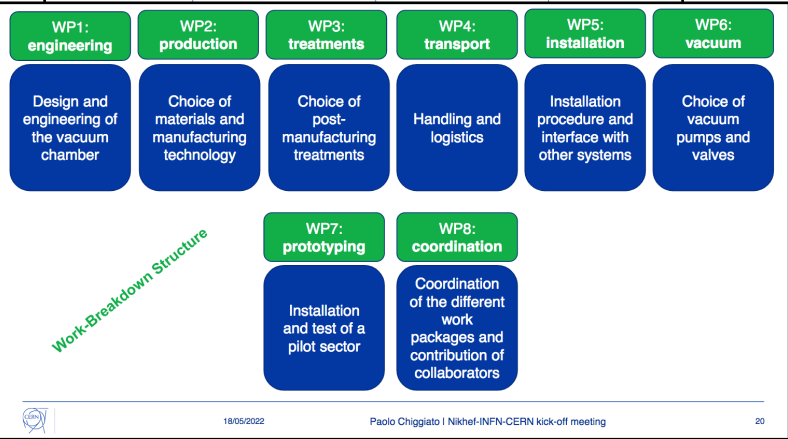 WP1:
engineering
Design and
engineering of
the vacuum
chamber
WP2:
production
Choice of
materials and
manufacturing
technology
WP3:
treatments
Choice of
post-
manufacturing
treatments
WP4:
transport
Handling and
logistics
WP5:
installation
Installation
procedure and
interface with
other systems
WP6:
vacuum
Choice of
vacuum
pumps and
valves
Work-Breakdown Structure
WP7:
prototyping
Installation
and test of a
pilot sector
WP8:
coordination
Coordination
of the different
work
packages and
contribution of
collaborators
CERN
18/05/2022
Paolo Chiggiato | Nikhef-INFN-CERN kick-off meeting
20